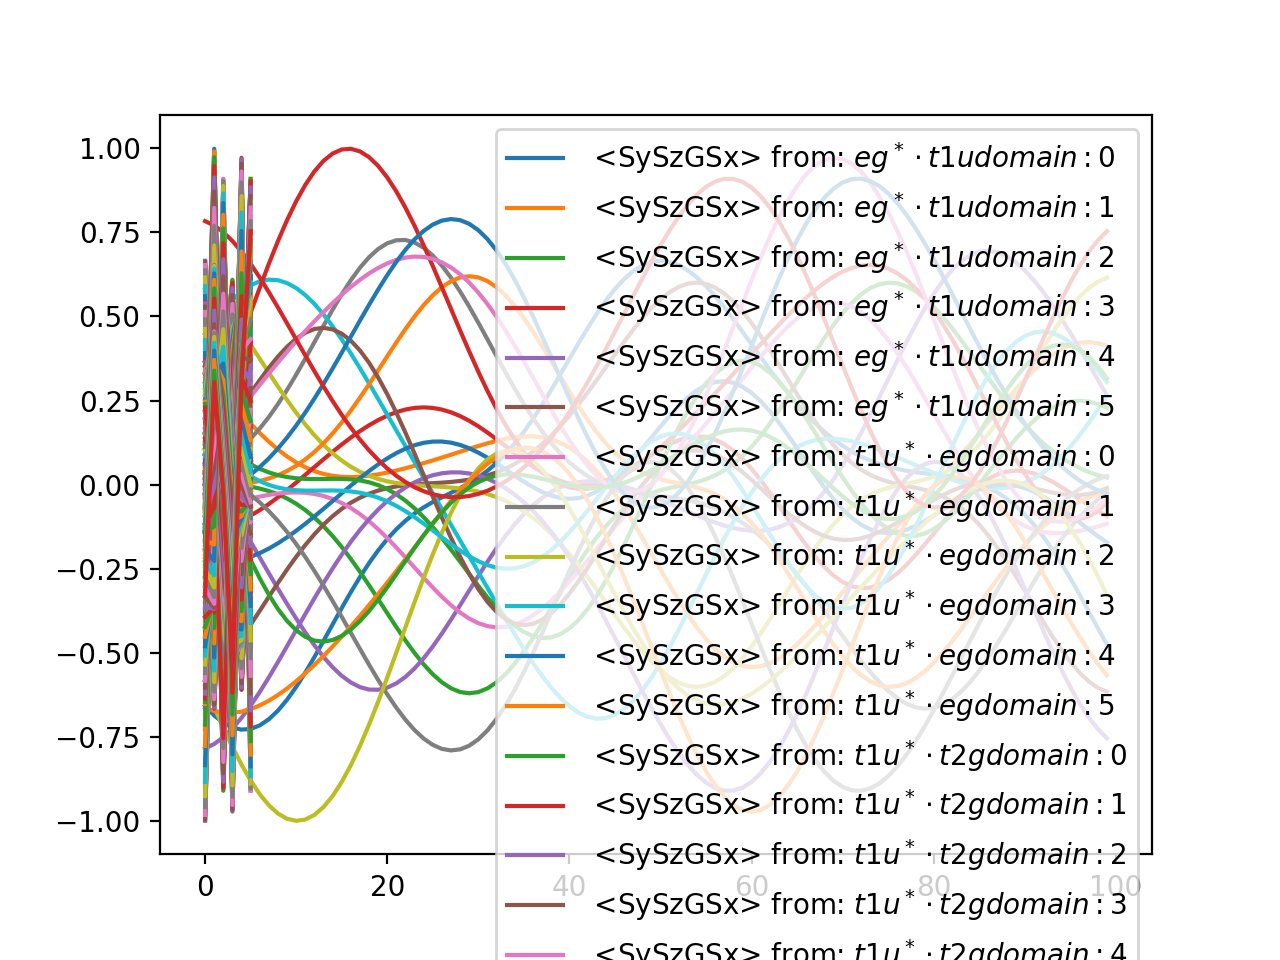 1.00
0.75
0.50
0.25
0.00
−0.25
−0.50
−0.75
−1.00
0 20 40 60 80 100
<SySzGSx> from: eg* · t1udomain : 0
<SySzGSx> from: eg* · t1udomain : 1
<SySzGSx> from: eg* · t1udomain : 2
<SySzGSx> from: eg* · t1udomain : 3
<SySzGSx> from: eg* · t1udomain : 4
<SySzGSx> from: eg* · t1udomain : 5
<SySzGSx> from: t1u* · egdomain : 0
<SySzGSx> from: t1u* · egdomain : 1
<SySzGSx> from: t1u* · egdomain : 2
<SySzGSx> from: t1u* · egdomain : 3
<SySzGSx> from: t1u* · egdomain : 4
<SySzGSx> from: t1u* · egdomain : 5
<SySzGSx> from: t1u* · t2gdomain : 0
<SySzGSx> from: t1u* · t2gdomain : 1
<SySzGSx> from: t1u* · t2gdomain : 2
<SySzGSx> from: t1u* · t2gdomain : 3
<SySzGSx> from: t1u* · t2gdomain : 4